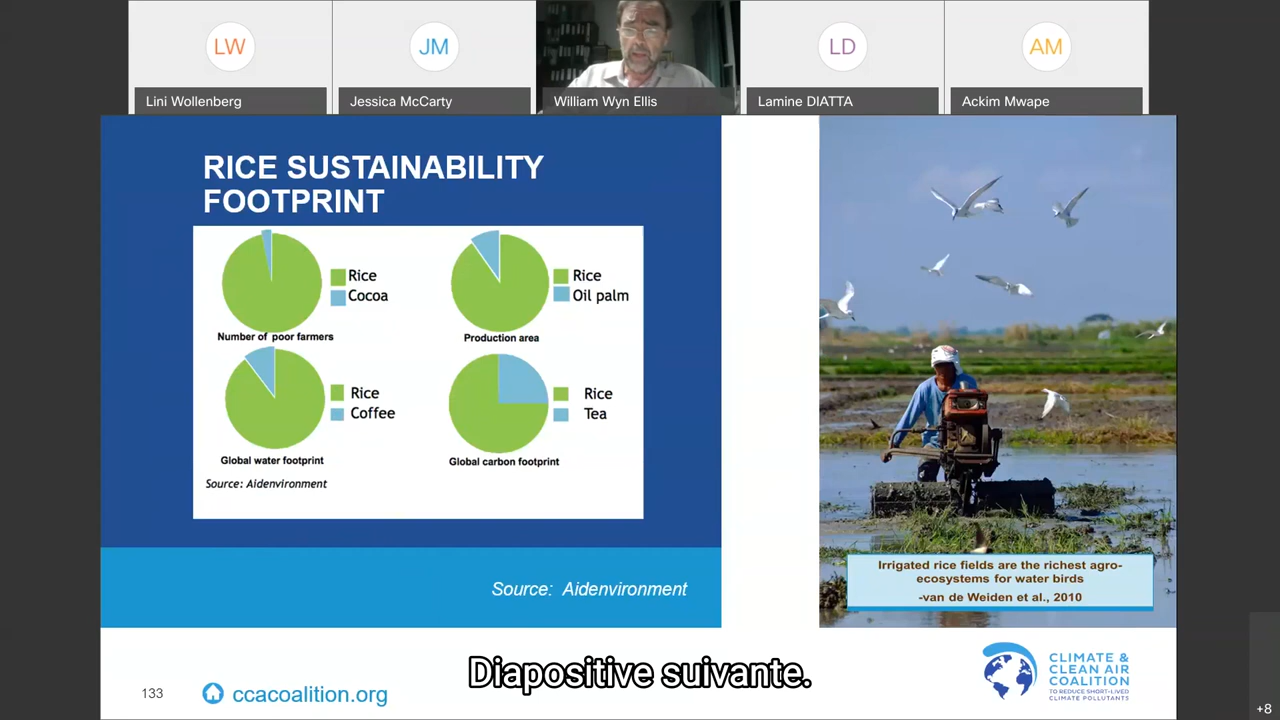 LW
JM
LD
AM
Lini Wollenberg
Jessica McCarty
William Wyn Ellis
Lamine DIATTA
Ackim Mwape
RICE SUSTAINABILITY
FOOTPRINT
Rice
Cocoa
Number of poor farmers
Rice
Oil palm
Production area
Rice
Coffee
Global water footprint
Rice
Tea
Global carbon footprint
Source: Aidenvironment
Source: Aidenvironment
Irrigated rice fields are the richest agro-
ecosystems for water birds
-van de Weiden et al., 2010
Diapositive suivante.
133
ccacoalition.org
CLIMATE &
CLEAN AIR
COALITION
TO REDUCE SHORT-LIVED
CLIMATE POLLUTANTS
+8